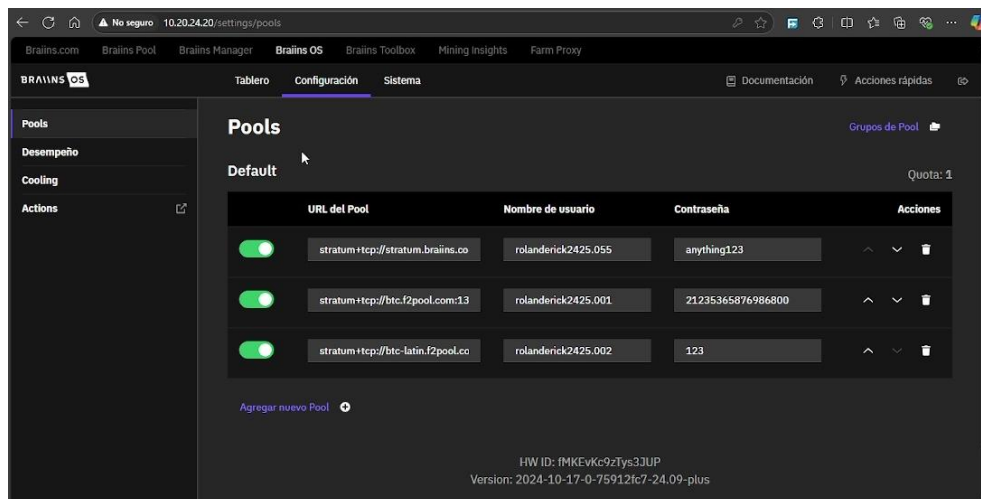 No seguro 10.20.24.20/settings/pools
Braiins.com Braiins Pool Braiins Manager Braiins OS Braiins Toolbox Mining Insights Farm Proxy
BRAIINS OS Tablero Configuración Sistema Documentación Acciones rápidas
Pools
Desempeño
Cooling
Actions
Pools Grupos de Pool
Default Quota: 1
URL del Pool Nombre de usuario Contraseña Acciones
stratum+tcp://stratum.braiins.co rolanderick2425.055 anything123
stratum+tcp://btc.f2pool.com:13 rolanderick2425.001 21235365876986800
stratum+tcp://btc-latin.f2pool.cc rolanderick2425.002 123
Agregar nuevo Pool
HW ID: fMKEvKc9zTys3JUP
Version: 2024-10-17-0-75912fc7-24.09-plus